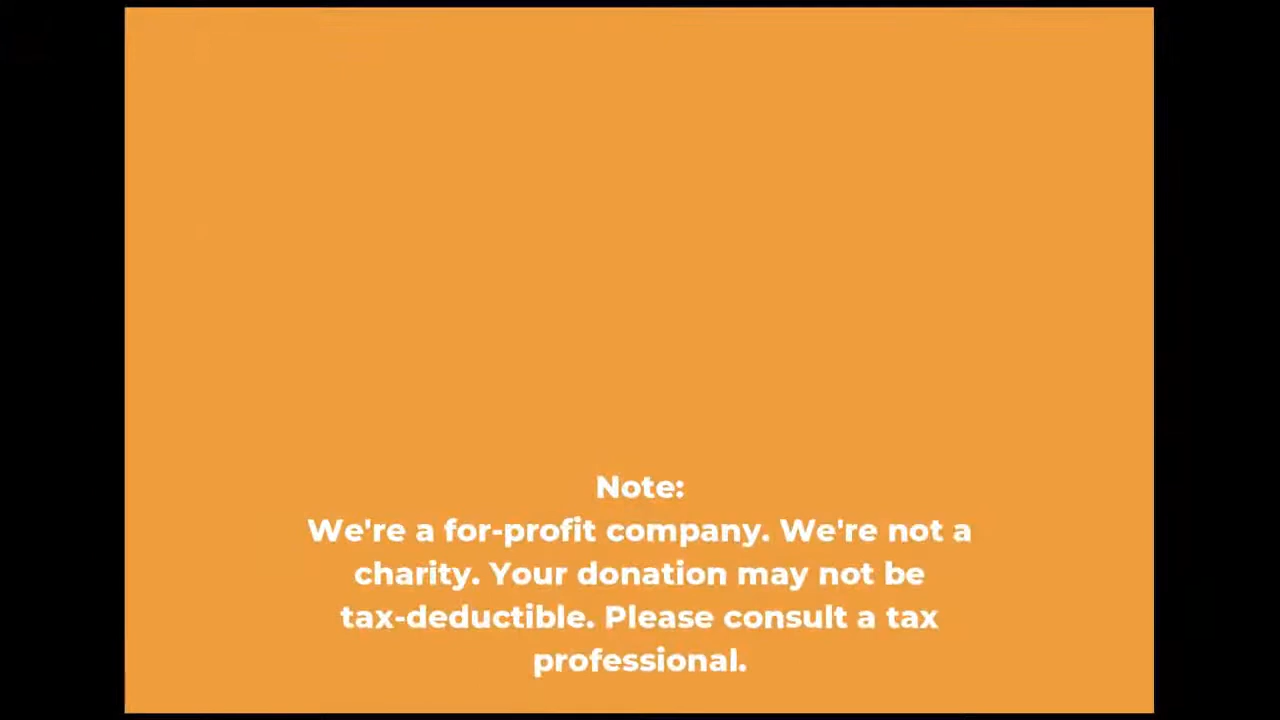 Note:
We're a for-profit company. We're not a
charity. Your donation may not be
tax-deductible. Please consult a tax
professional.